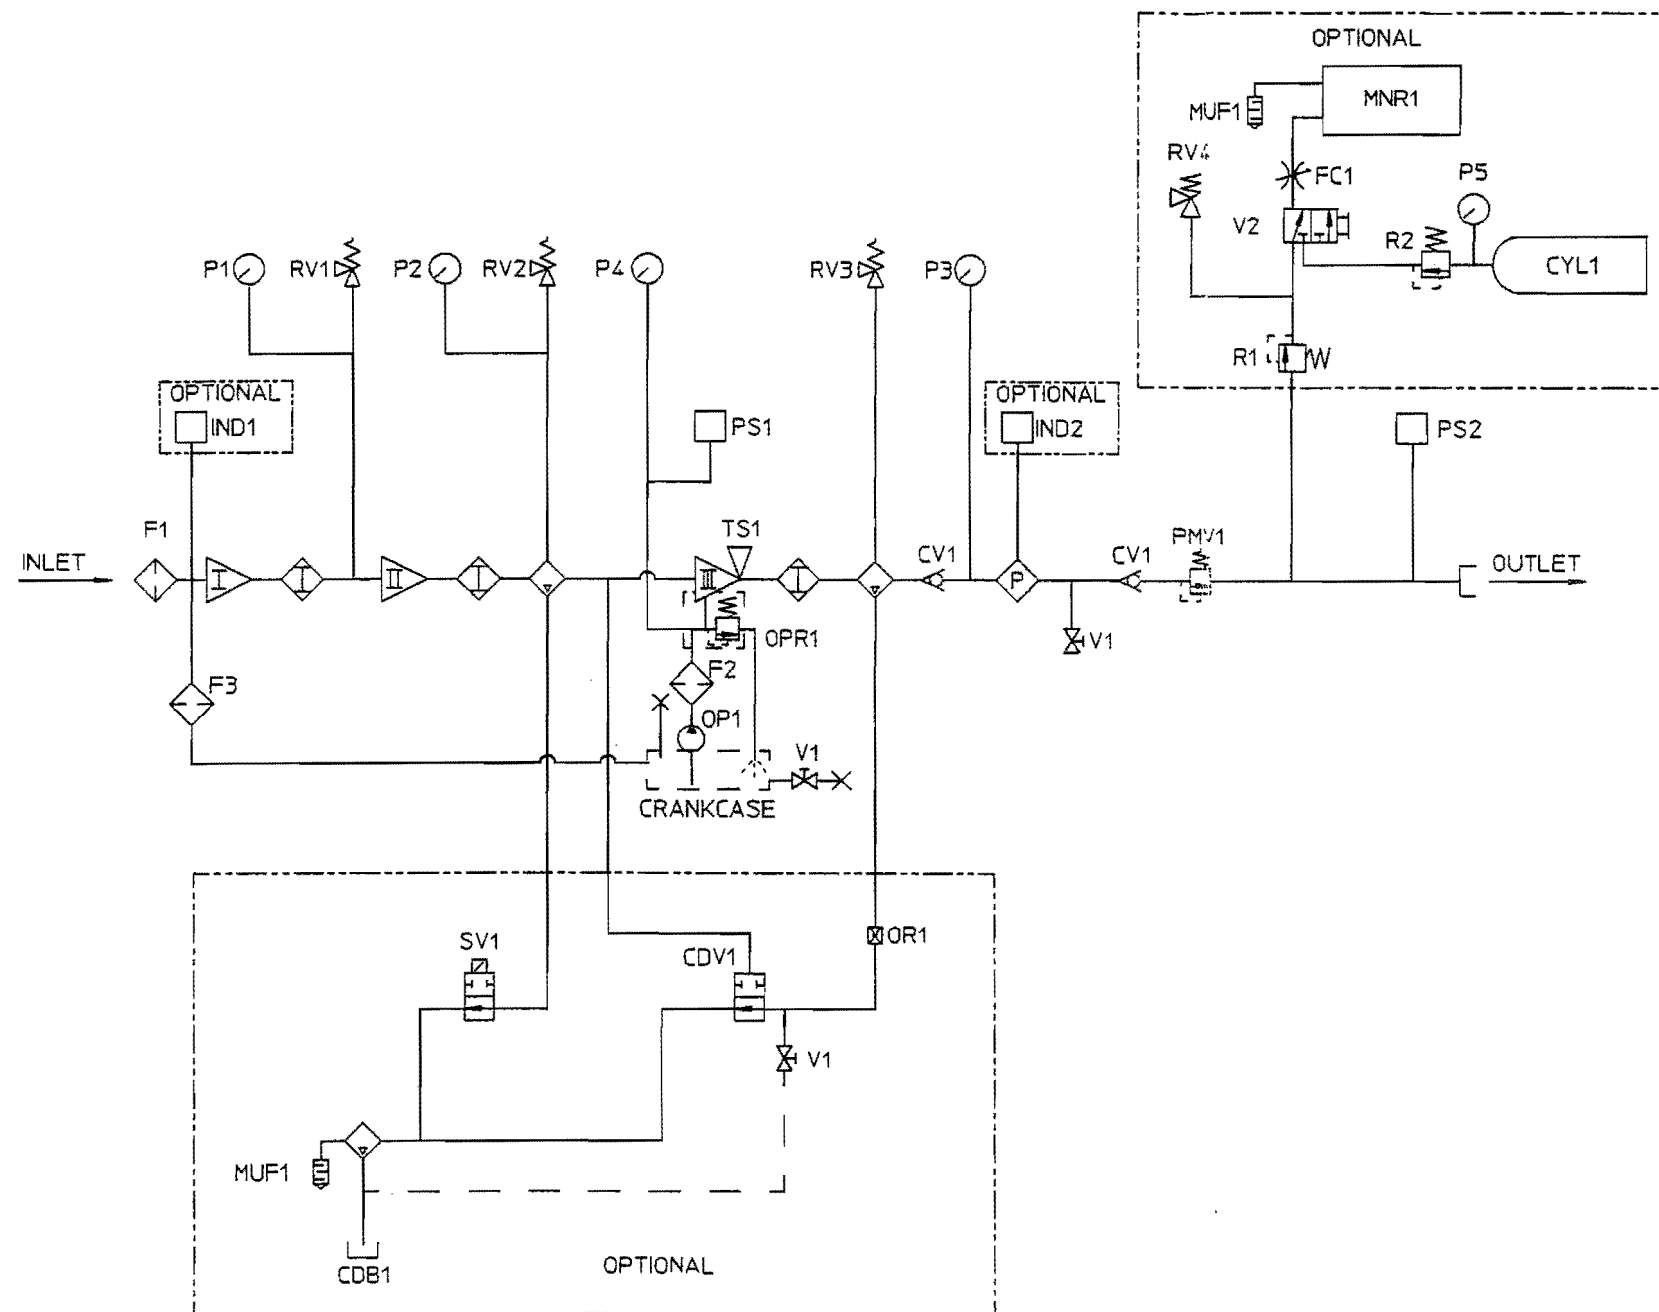 OPTIONAL
MNR1
MUF1
RV4
FC1
P5
V2
R2
CYL1
R1
P1
RV1
P2
RV2
P4
RV3
P3
OPTIONAL
IND1
PS1
OPTIONAL
IND2
PS2
F1
TS1
CV1
CV1
PMV1
INLET
I
II
III
P
OUTLET
OPR1
V1
F3
F2
OP1
V1
CRANKCASE
SV1
CDV1
OR1
V1
MUF1
CDB1
OPTIONAL